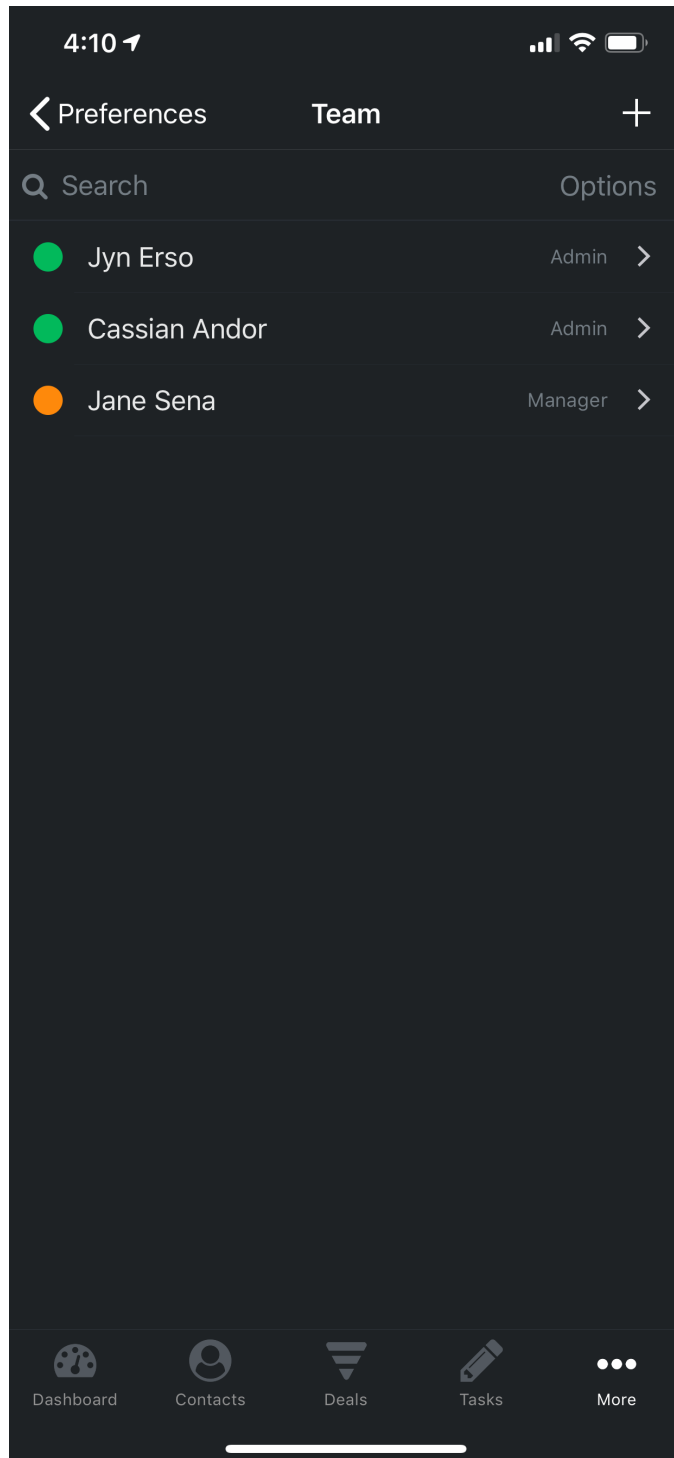 4:10
Preferences Team
Search Options
Jyn Erso Admin
Cassian Andor Admin
Jane Sena Manager
Dashboard Contacts Deals Tasks More